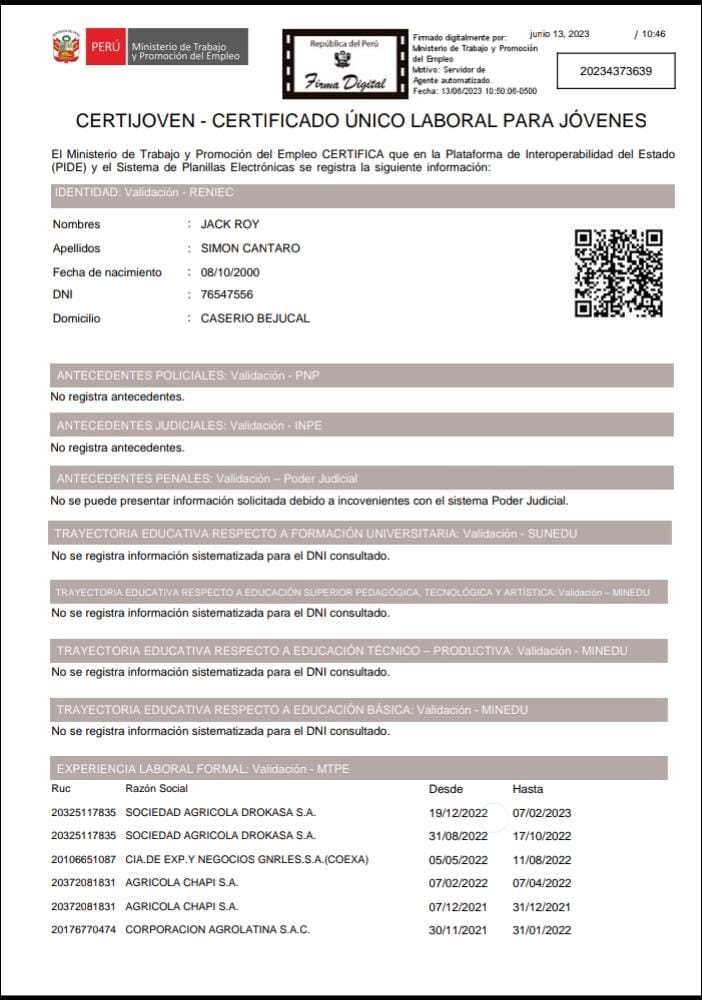 PERÚ
Ministerio de Trabajo
y Promoción del Empleo
República del Perú
Firma Digital
Firmado digitalmente por:
Ministerio de Trabajo y Promoción
del Empleo
Motivo: Servidor de
Agente automatizado.
Fecha: 13/06/2023 10:50:06-0500
junio 13, 2023 / 10:46
20234373639
CERTIJOVEN - CERTIFICADO ÚNICO LABORAL PARA JÓVENES
El Ministerio de Trabajo y Promoción del Empleo CERTIFICA que en la Plataforma de Interoperabilidad del Estado
(PIDE) y el Sistema de Planillas Electrónicas se registra la siguiente información:
IDENTIDAD: Validación - RENIEC
Nombres : JACK ROY
Apellidos : SIMON CANTARO
Fecha de nacimiento : 08/10/2000
DNI : 76547556
Domicilio : CASERIO BEJUCAL
ANTECEDENTES POLICIALES: Validación - PNP
No registra antecedentes.
ANTECEDENTES JUDICIALES: Validación - INPE
No registra antecedentes.
ANTECEDENTES PENALES: Validación – Poder Judicial
No se puede presentar información solicitada debido a incovenientes con el sistema Poder Judicial.
TRAYECTORIA EDUCATIVA RESPECTO A FORMACIÓN UNIVERSITARIA: Validación - SUNEDU
No se registra información sistematizada para el DNI consultado.
TRAYECTORIA EDUCATIVA RESPECTO A EDUCACIÓN SUPERIOR PEDAGÓGICA, TECNOLÓGICA Y ARTÍSTICA: Validación – MINEDU
No se registra información sistematizada para el DNI consultado.
TRAYECTORIA EDUCATIVA RESPECTO A EDUCACIÓN TÉCNICO – PRODUCTIVA: Validación - MINEDU
No se registra información sistematizada para el DNI consultado.
TRAYECTORIA EDUCATIVA RESPECTO A EDUCACIÓN BÁSICA: Validación - MINEDU
No se registra información sistematizada para el DNI consultado.
EXPERIENCIA LABORAL FORMAL: Validación - MTPE
Ruc Razón Social Desde Hasta
20325117835 SOCIEDAD AGRICOLA DROKASA S.A. 19/12/2022 07/02/2023
20325117835 SOCIEDAD AGRICOLA DROKASA S.A. 31/08/2022 17/10/2022
20106651087 CIA.DE EXP.Y NEGOCIOS GNRLES.S.A.(COEXA) 05/05/2022 11/08/2022
20372081831 AGRICOLA CHAPI S.A. 07/02/2022 07/04/2022
20372081831 AGRICOLA CHAPI S.A. 07/12/2021 31/12/2021
20176770474 CORPORACION AGROLATINA S.A.C. 30/11/2021 31/01/2022